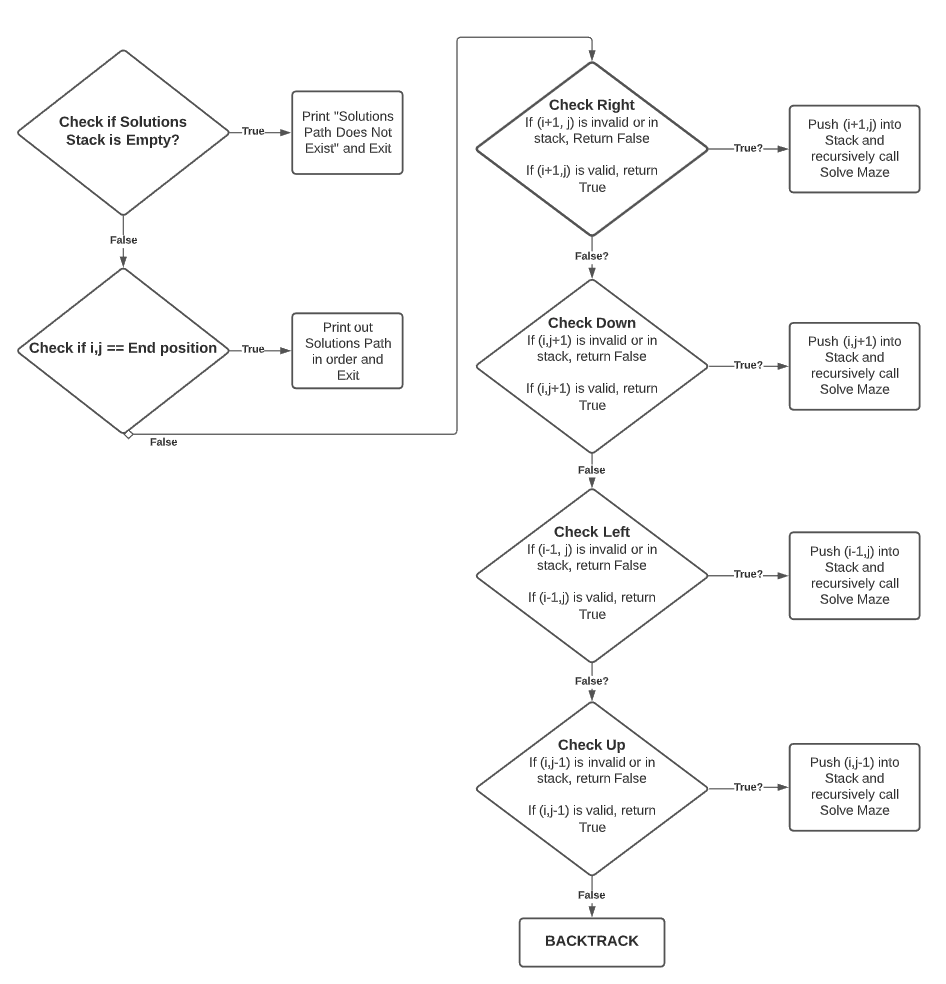 Check if Solutions
Stack is Empty?
True
Print "Solutions
Path Does Not
Exist" and Exit
False
Check if i,j == End position
True
Print out
Solutions Path
in order and
Exit
False
Check Right
If (i+1, j) is invalid or in
stack, Return False
If (i+1,j) is valid, return
True
True?
Push (i+1,j) into
Stack and
recursively call
Solve Maze
False?
Check Down
If (i,j+1) is invalid or in
stack, return False
If (i,j+1) is valid, return
True
True?
Push (i,j+1) into
Stack and
recursively call
Solve Maze
False
Check Left
If (i-1, j) is invalid or in
stack, return False
If (i-1,j) is valid, return
True
True?
Push (i-1,j) into
Stack and
recursively call
Solve Maze
False?
Check Up
If (i,j-1) is invalid or in
stack, return False
If (i,j-1) is valid, return
True
True?
Push (i,j-1) into
Stack and
recursively call
Solve Maze
False
BACKTRACK